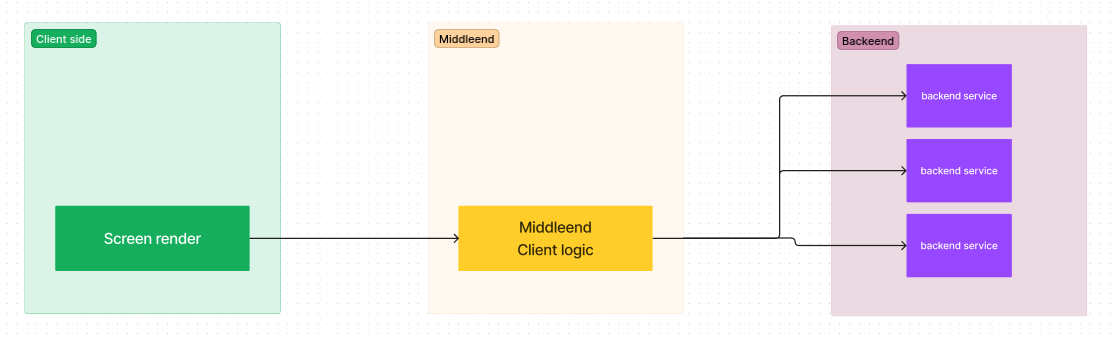 Client side
Screen render
Middleend
Middleend
Client logic
Backeend
backend service
backend service
backend service